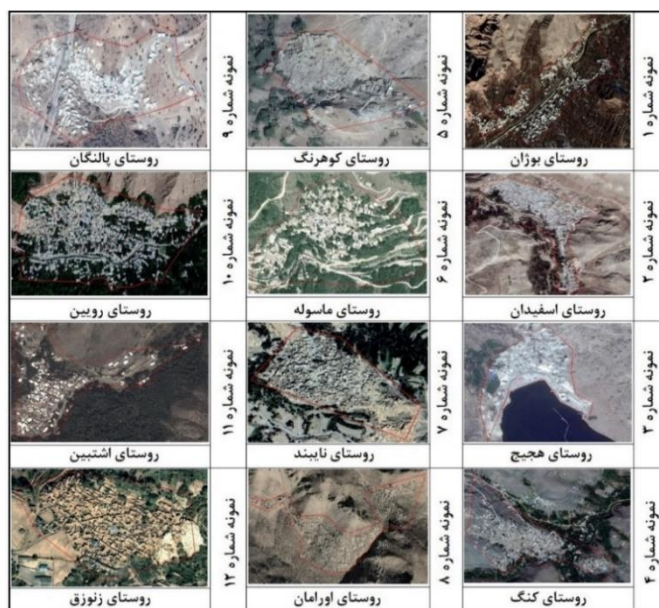 نمونه شماره ۱
روستای بوژان
نمونه شماره ۲
روستای اسفیدان
نمونه شماره ۳
روستای هجیج
نمونه شماره ۴
روستای کنگ
نمونه شماره ۵
روستای کوهرنگ
نمونه شماره ۶
روستای ماسوله
نمونه شماره ۷
روستای نایبند
نمونه شماره ۸
روستای اورامان
نمونه شماره ۹
روستای پالنگان
نمونه شماره ۱۰
روستای رویین
نمونه شماره ۱۱
روستای اشتبین
نمونه شماره ۱۲
روستای زنوزق